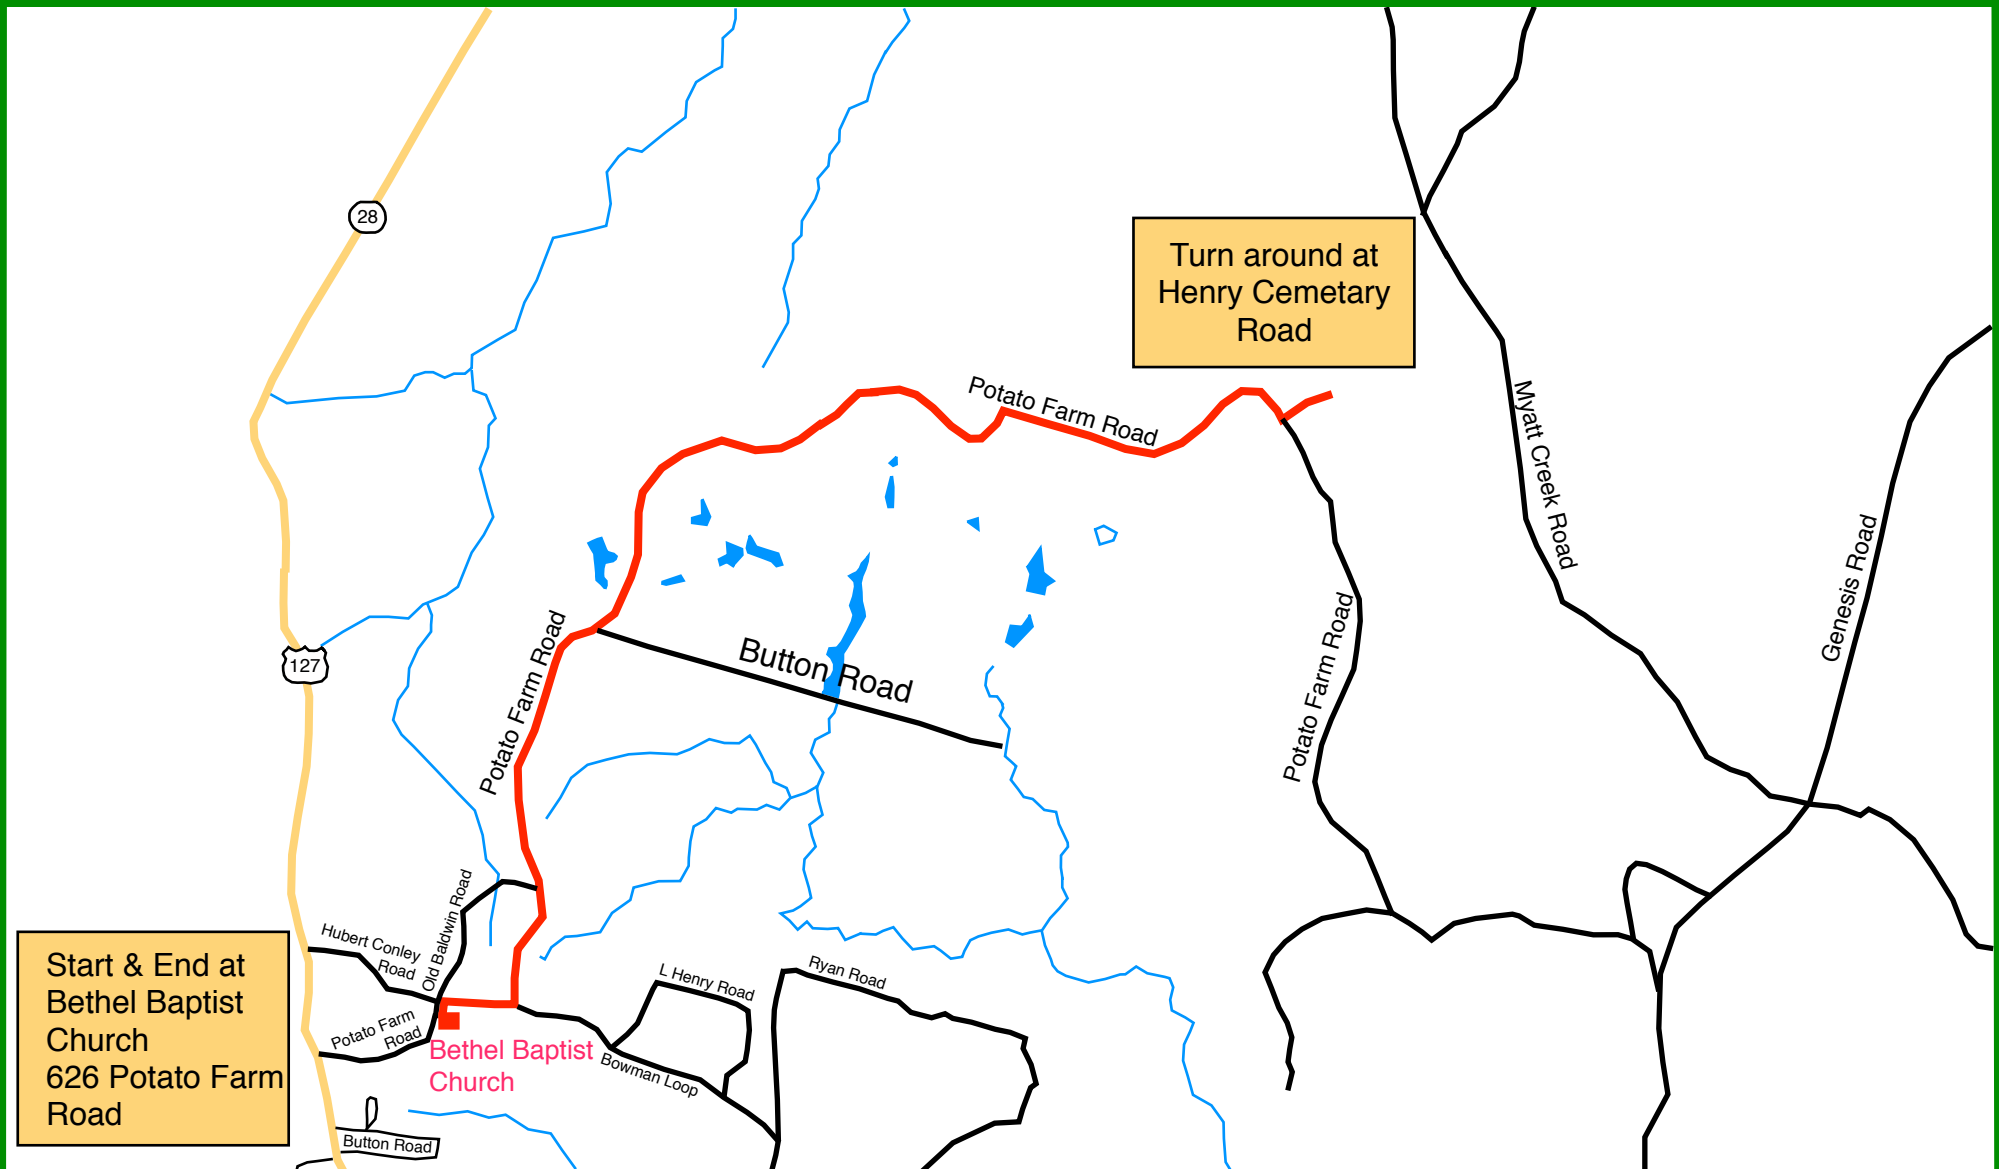 28
Turn around at
Henry Cemetary
Road
Potato Farm Road
Myatt Creek Road
Genesis Road
127
Potato Farm Road
Button Road
Potato Farm Road
Old Baldwin Road
Hubert Conley
Road
Start & End at
Bethel Baptist
Church
626 Potato Farm
Road
L Henry Road
Ryan Road
Potato Farm
Road
Bethel Baptist
Church
Bowman Loop
Button Road